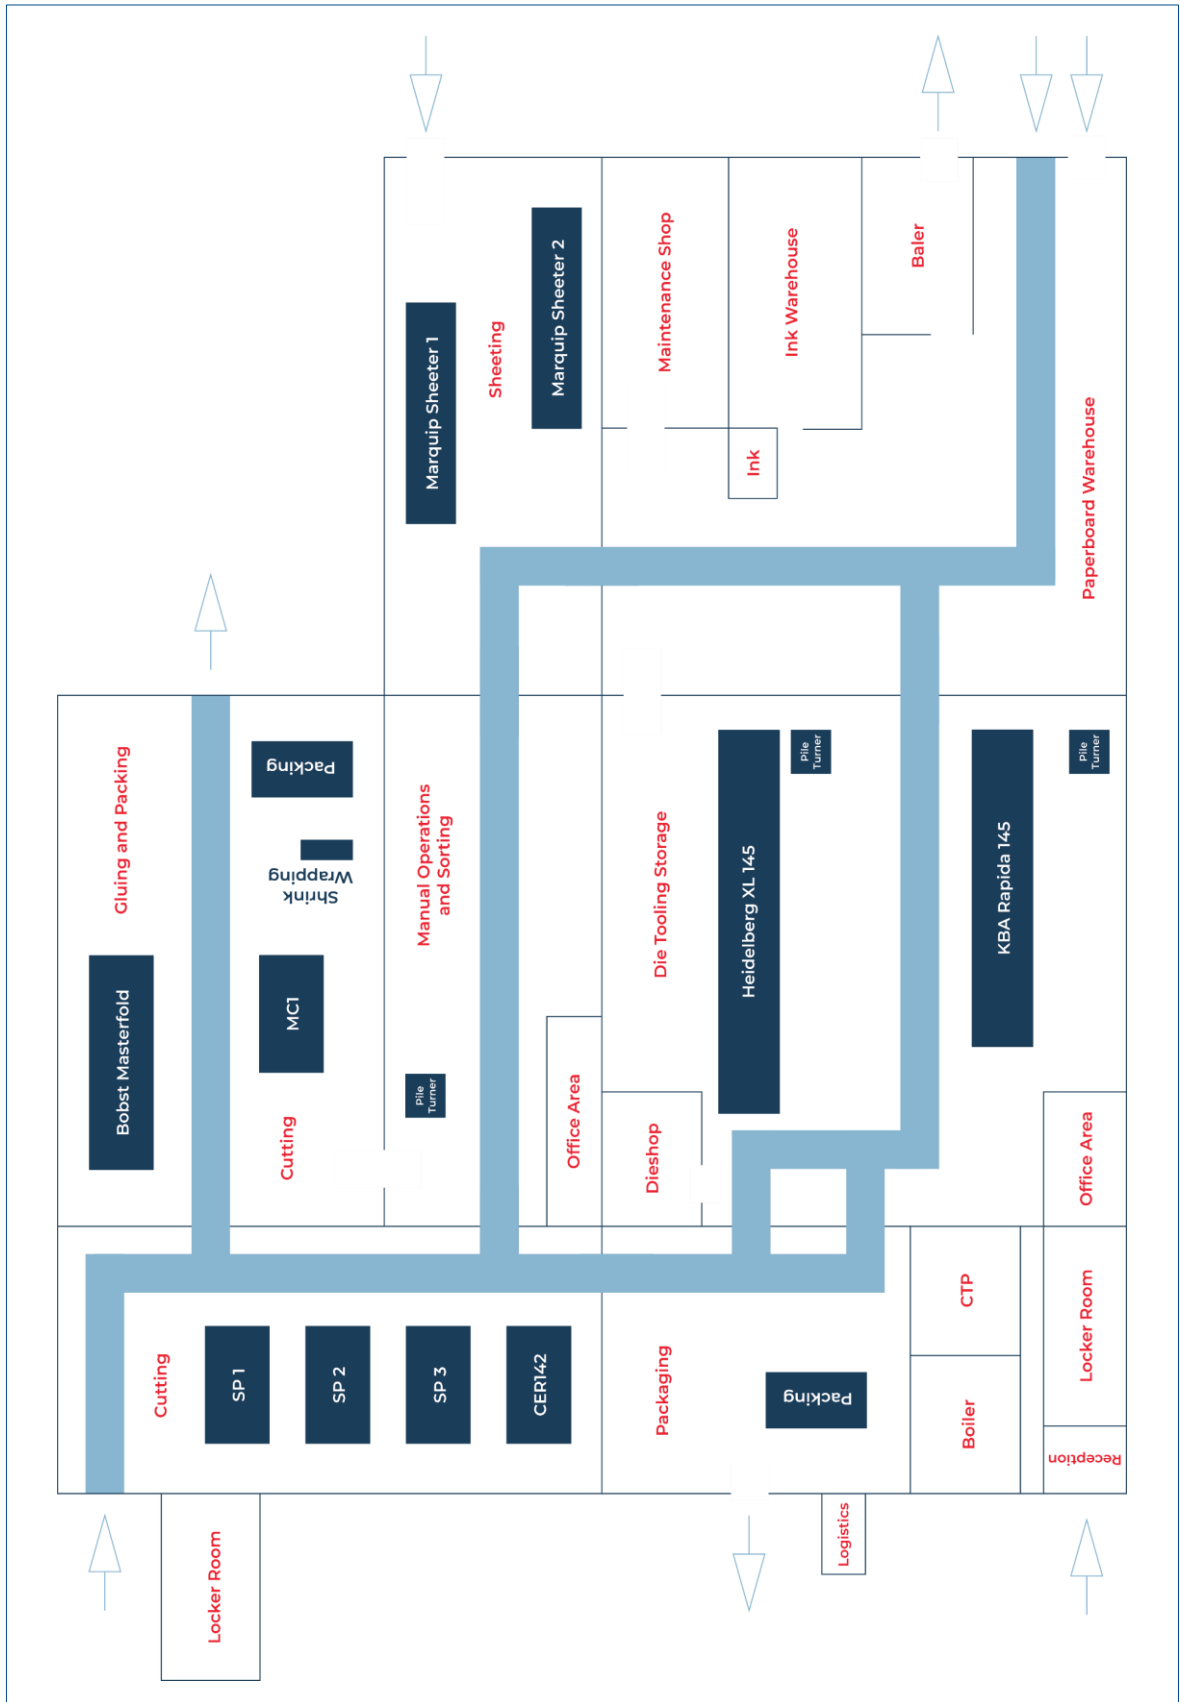 Marquip Sheeter 1
Sheeting
Marquip Sheeter 2
Maintenance Shop
Ink Warehouse
Baler
Ink
Paperboard Warehouse
Gluing and Packing
Packing
Shrink
Wrapping
Bobst Masterfold
MC1
Cutting
Manual Operations
and Sorting
Pile
Turner
Office Area
Die Tooling Storage
Dieshop
Heidelberg XL 145
Pile
Turner
KBA Rapida 145
Pile
Turner
Office Area
Cutting
SP 1
SP 2
SP 3
CER142
Packaging
Packing
CTP
Boiler
Locker Room
Reception
Locker Room
Logistics